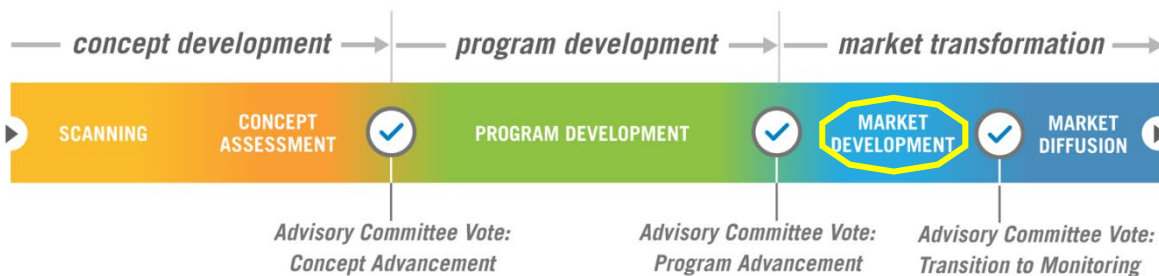 concept development
program development
market transformation
SCANNING
CONCEPT
ASSESSMENT
PROGRAM DEVELOPMENT
MARKET
DEVELOPMENT
MARKET
DIFFUSION
Advisory Committee Vote:
Concept Advancement
Advisory Committee Vote:
Program Advancement
Advisory Committee Vote:
Transition to Monitoring